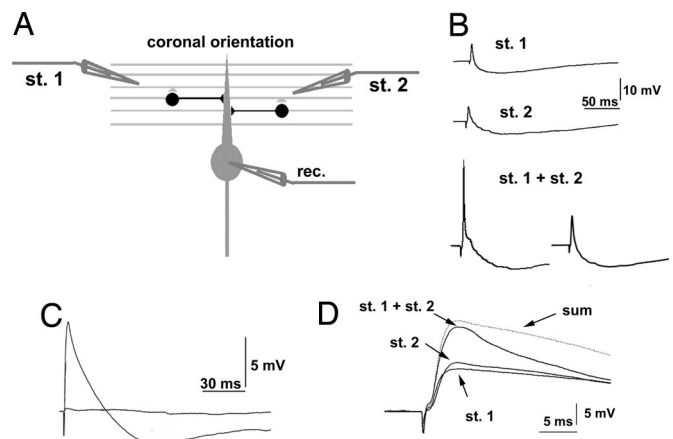 A
coronal orientation
st. 1
st. 2
rec.
B
st. 1
10 mV
50 ms
st. 2
st. 1 + st. 2
C
5 mV
30 ms
D
st. 1 + st. 2
sum
st. 2
st. 1
5 mV
5 ms